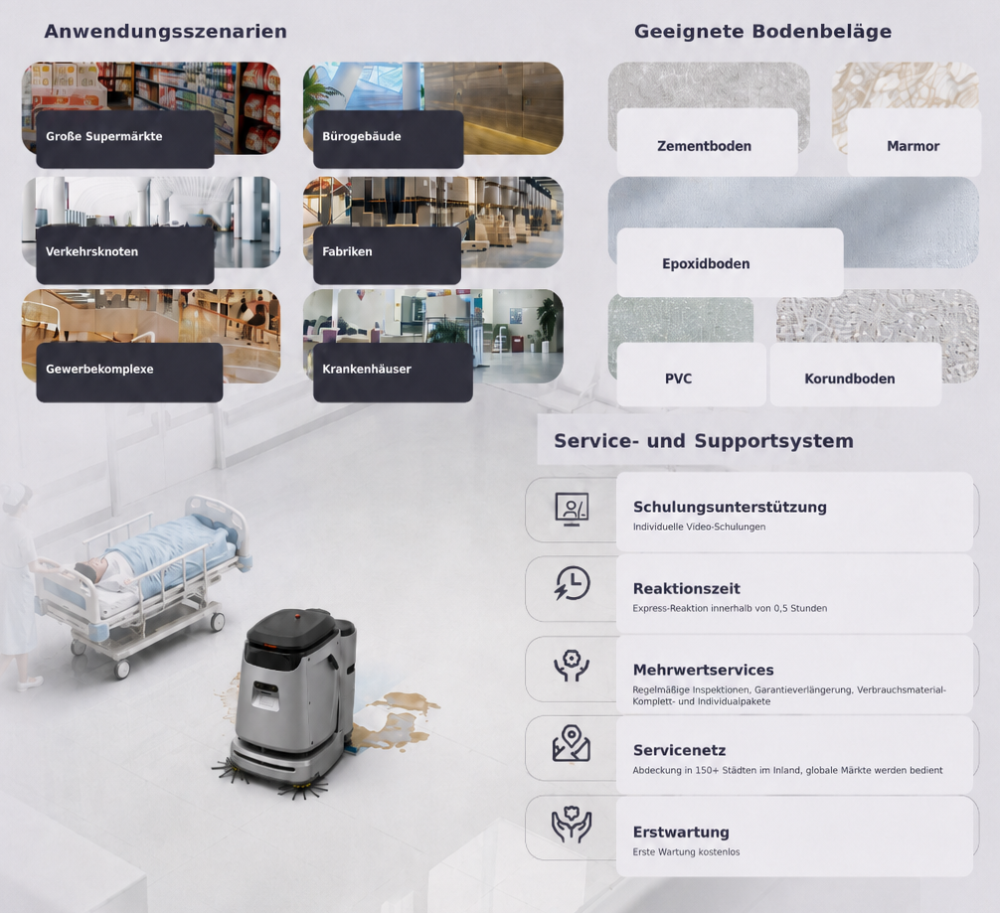 Anwendungsszenarien
Große Supermärkte
Bürogebäude
Verkehrsknoten
Fabriken
Gewerbekomplexe
Krankenhäuser
Geeignete Bodenbeläge
Zementboden
Marmor
Epoxidboden
PVC
Korundboden
Service- und Supportsystem
Schulungsunterstützung
Individuelle Video-Schulungen
Reaktionszeit
Express-Reaktion innerhalb von 0,5 Stunden
Mehrwertservices
Regelmäßige Inspektionen, Garantieverlängerung, Verbrauchsmaterial-
Komplett- und Individualpakete
Servicenetz
Abdeckung in 150+ Städten im Inland, globale Märkte werden bedient
Erstwartung
Erste Wartung kostenlos